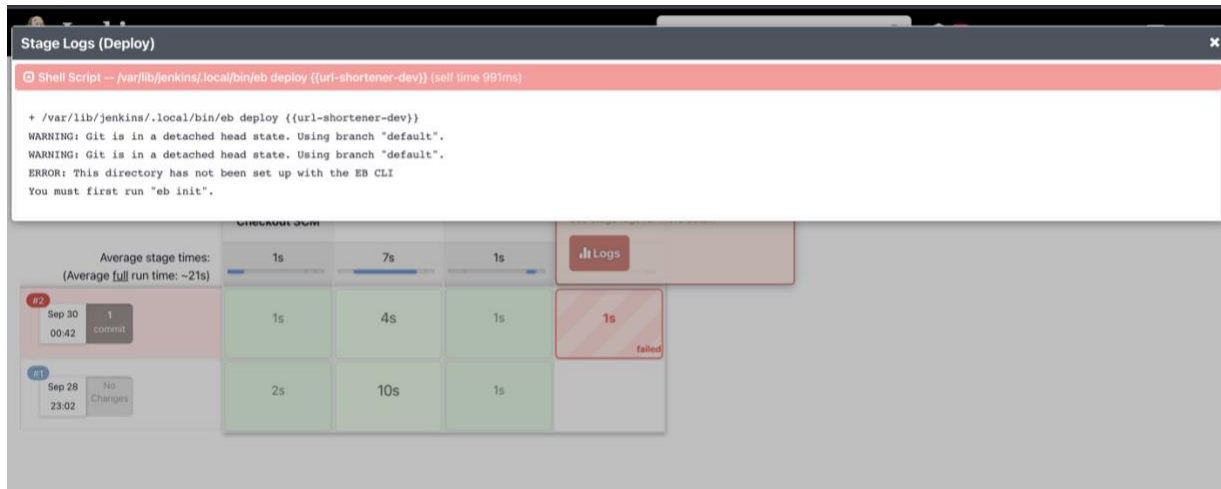 Stage Logs (Deploy)
Shell Script -- /var/lib/jenkins/.local/bin/eb deploy {{url-shortener-dev}} (self time 991ms)
+ /var/lib/jenkins/.local/bin/eb deploy {{url-shortener-dev}}
WARNING: Git is in a detached head state. Using branch "default".
WARNING: Git is in a detached head state. Using branch "default".
ERROR: This directory has not been set up with the EB CLI
You must first run "eb init".
Checkout SCM
Logs
Average stage times:
(Average full run time: ~21s)
1s
7s
1s
#2
Sep 30
00:42
1
commit
1s
4s
1s
1s
failed
#1
Sep 28
23:02
No
Changes
2s
10s
1s